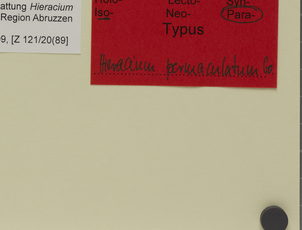 attung Hieracium
Region Abruzzen
9, [Z 121/20(89]
Holo- Lecto- Syn-
Iso- Neo- Para-
Typus
Hieracium